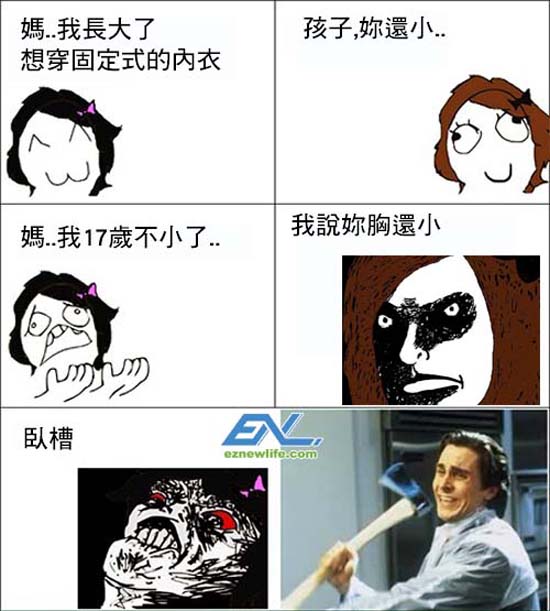 媽..我長大了
想穿固定式的內衣
孩子,妳還小..
媽..我17歲不小了..
我說妳胸還小
臥槽
ENL
eznewlife.com